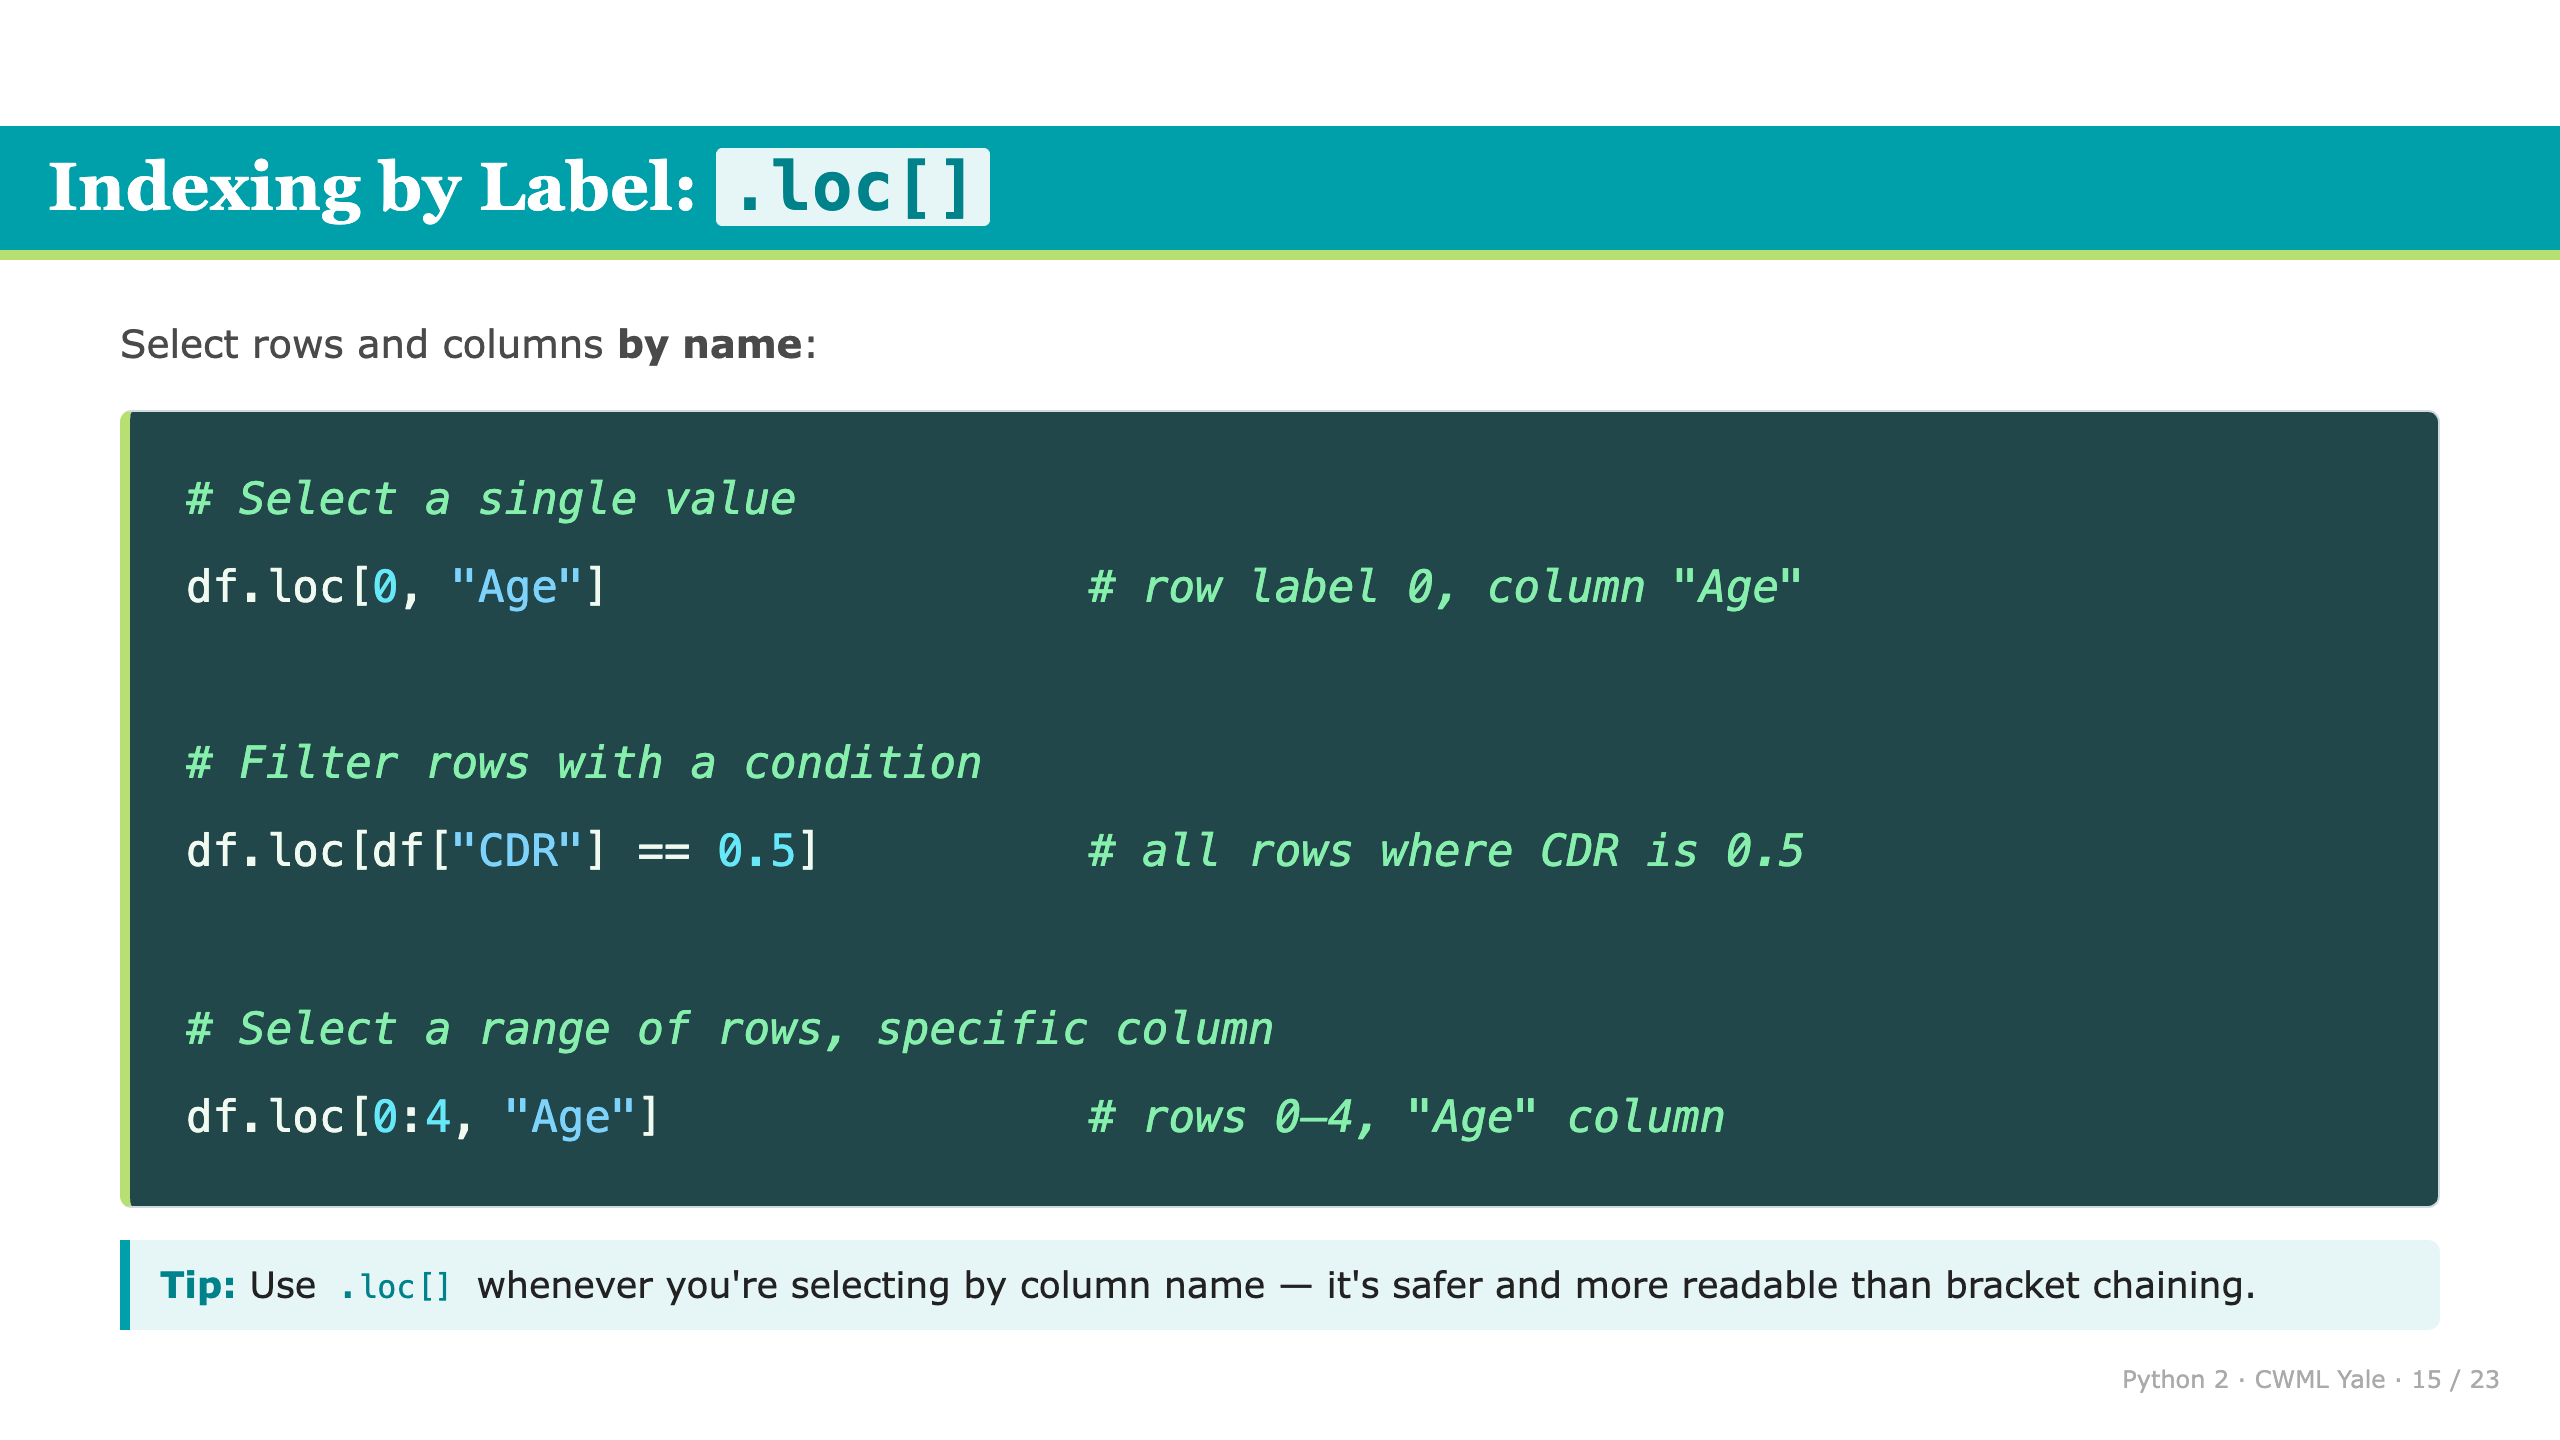 Indexing by Label: .loc[]
Select rows and columns by name:
# Select a single value
df.loc[0, "Age"]                  # row label 0, column "Age"
# Filter rows with a condition
df.loc[df["CDR"] == 0.5]          # all rows where CDR is 0.5
# Select a range of rows, specific column
df.loc[0:4, "Age"]                # rows 0–4, "Age" column
Tip: Use .loc[] whenever you're selecting by column name — it's safer and more readable than bracket chaining.
Python 2 · CWML Yale · 15 / 23